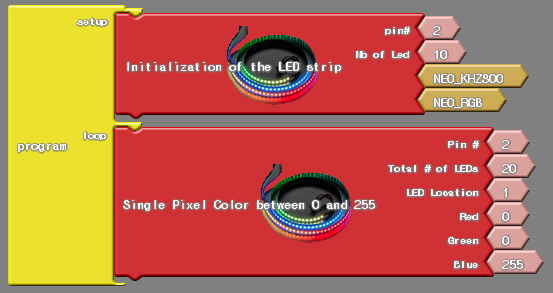 setup
pin#
2
Nb of Led
10
Initialization of the LED strip
NEO_KHZ800
NEO_RGB
loop
program
Pin #
2
Total # of LEDs
20
LED Location
1
Single Pixel Color between 0 and 255
Red
0
Green
0
Blue
255